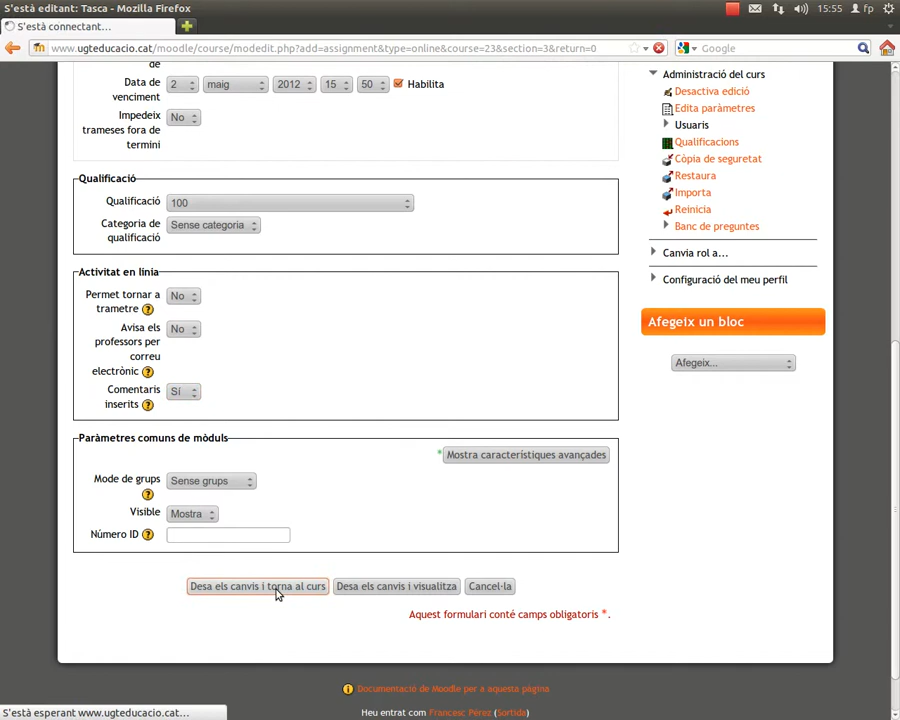 S'està editant: Tasca - Mozilla Firefox
15:55 fp
S'està connectant...
www.ugteducacio.cat/moodle/course/modedit.php?add=assignment&type=online&course=23&section=3&return=0
Google
de
Data de venciment 2 maig 2012 15 50 Habilita
Impedeix trameses fora de termini No
Qualificació
Qualificació 100
Categoria de qualificació Sense categoria
Activitat en línia
Permet tornar a trametre ? No
Avisa els professors per correu electrònic ? No
Comentaris inserits ? Sí
Paràmetres comuns de mòduls
* Mostra característiques avançades
Mode de grups ? Sense grups
Visible Mostra
Número ID ?
Desa els canvis i torna al curs Desa els canvis i visualitza Cancel·la
Aquest formulari conté camps obligatoris *.
Administració del curs
Desactiva edició
Edita paràmetres
Usuaris
Qualificacions
Còpia de seguretat
Restaura
Importa
Reinicia
Banc de preguntes
Canvia rol a...
Configuració del meu perfil
Afegeix un bloc
Afegeix...
Documentació de Moodle per a aquesta pàgina
Heu entrat com Francesc Péroz (Sortida)
S'està esperant www.ugteducacio.cat...